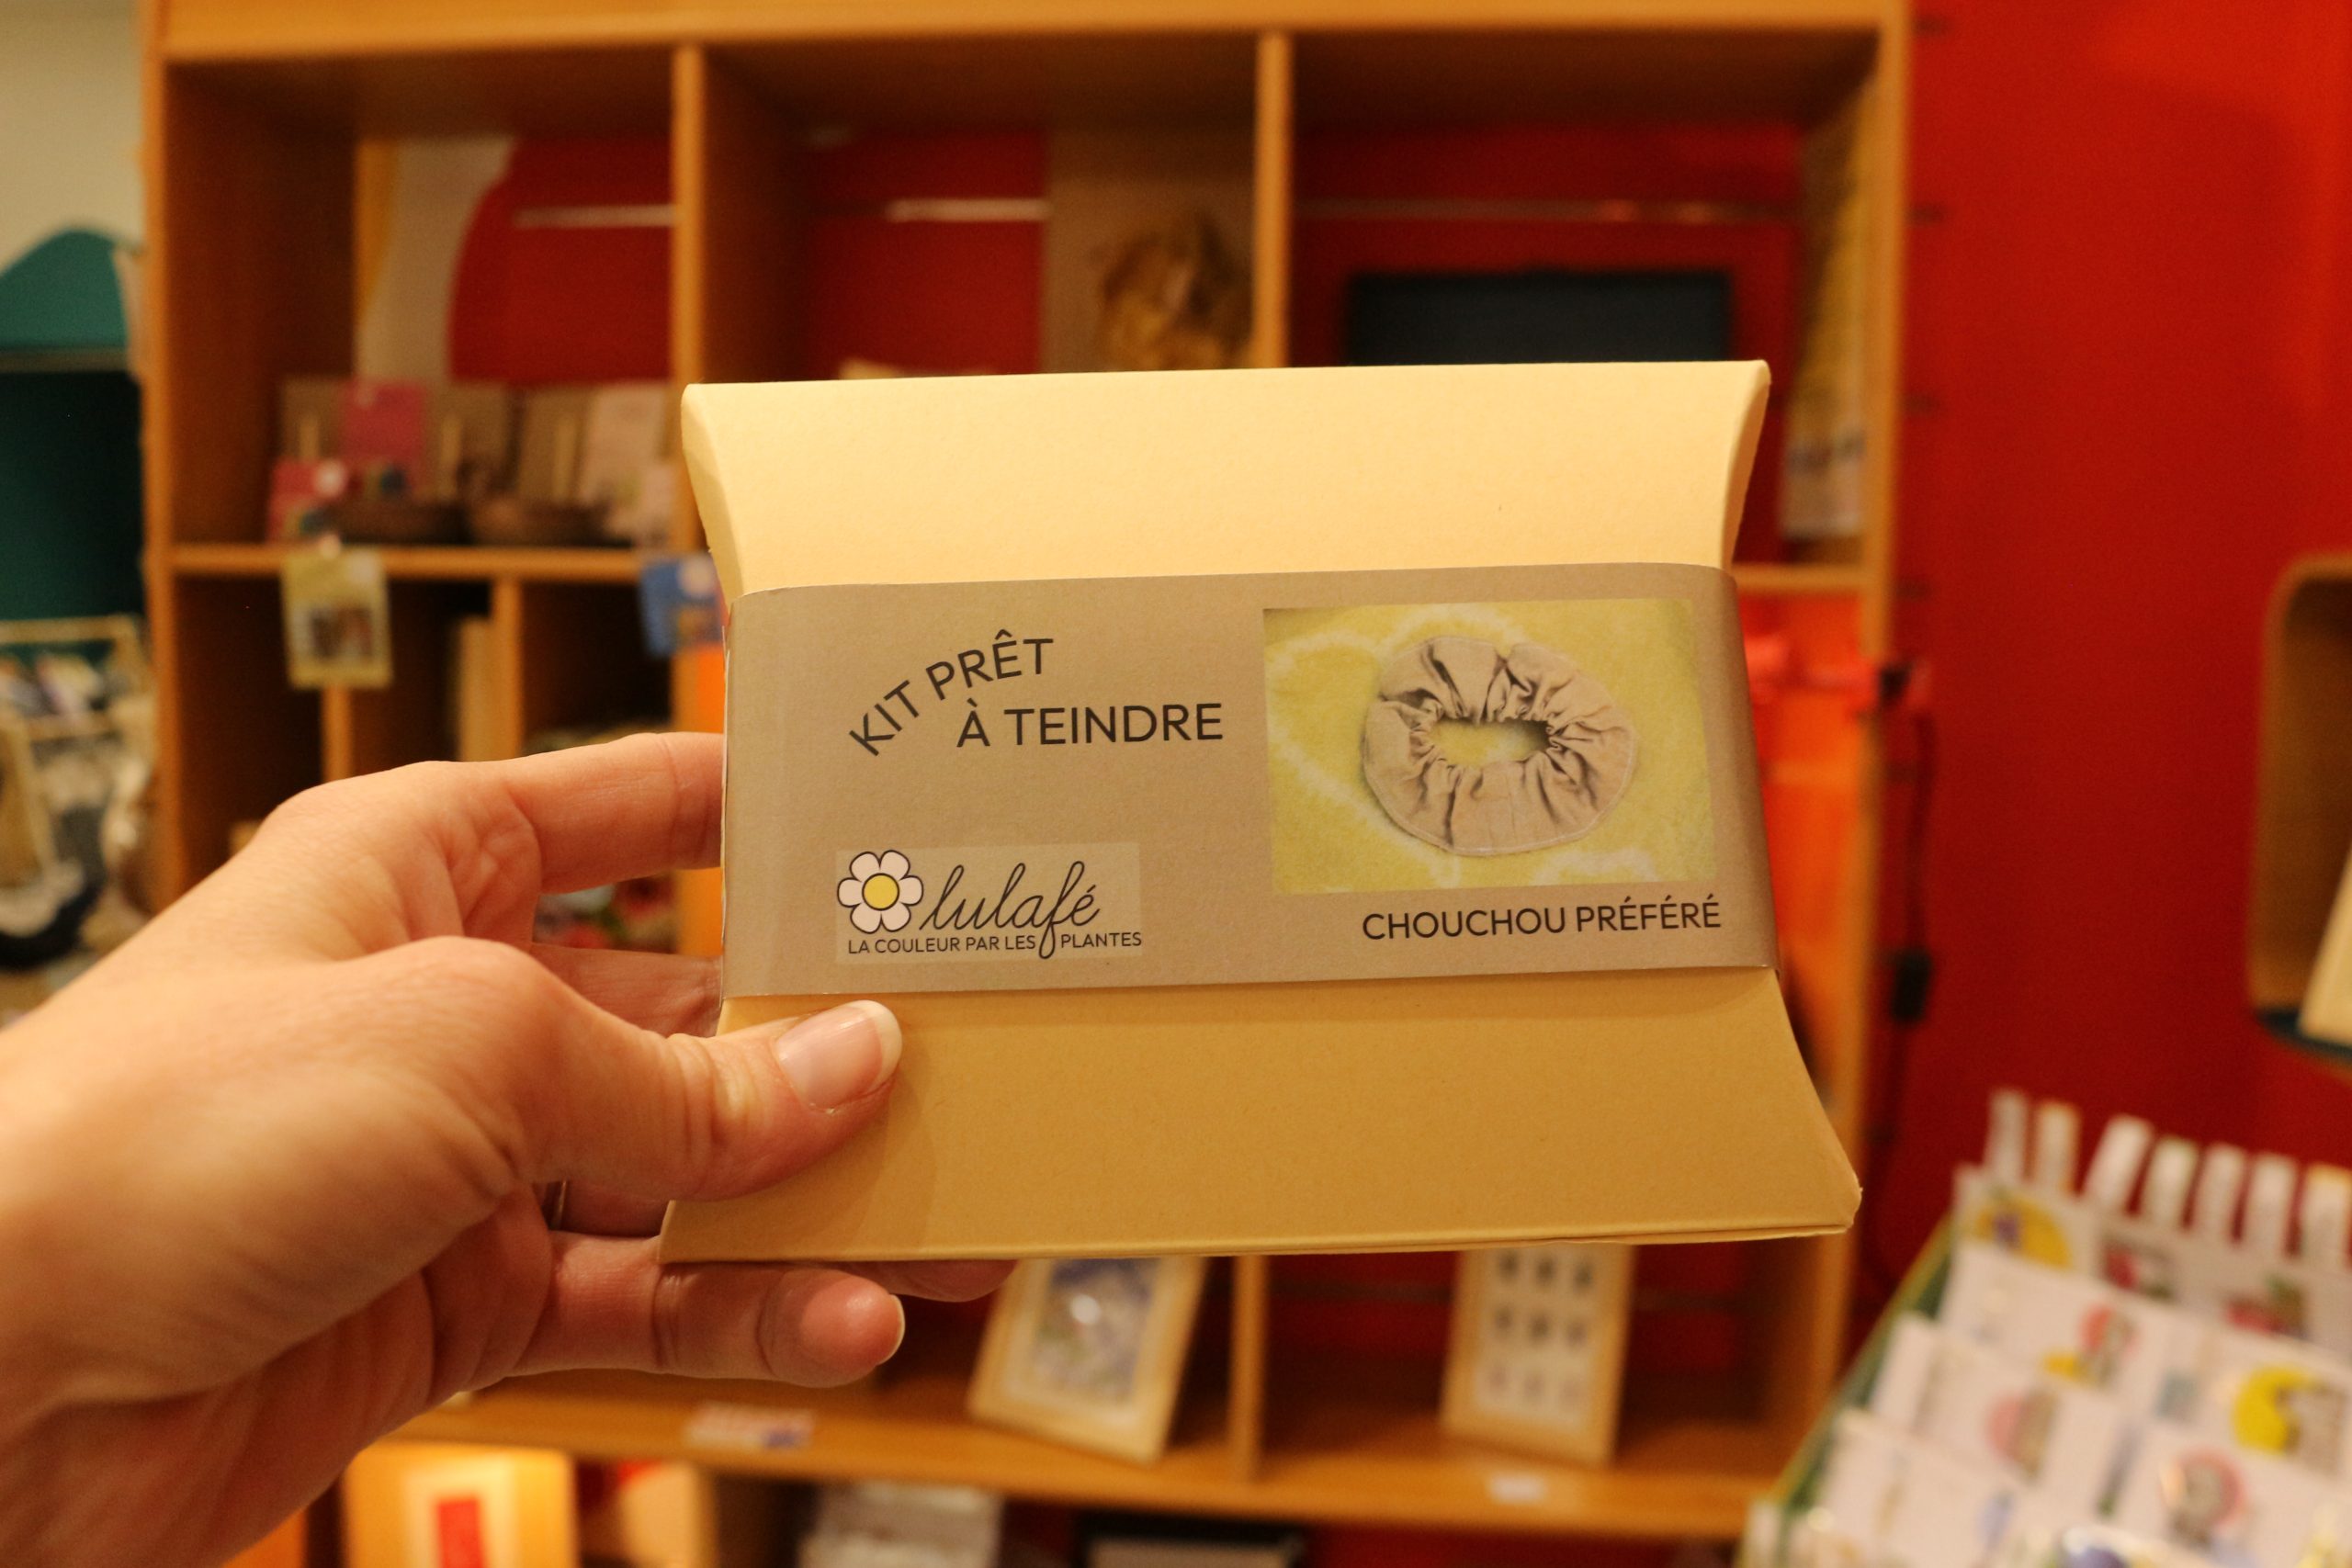 KIT PRÊT
À TEINDRE
lulafé
LA COULEUR PAR LES PLANTES
CHOUCHOU PRÉFÉRÉ